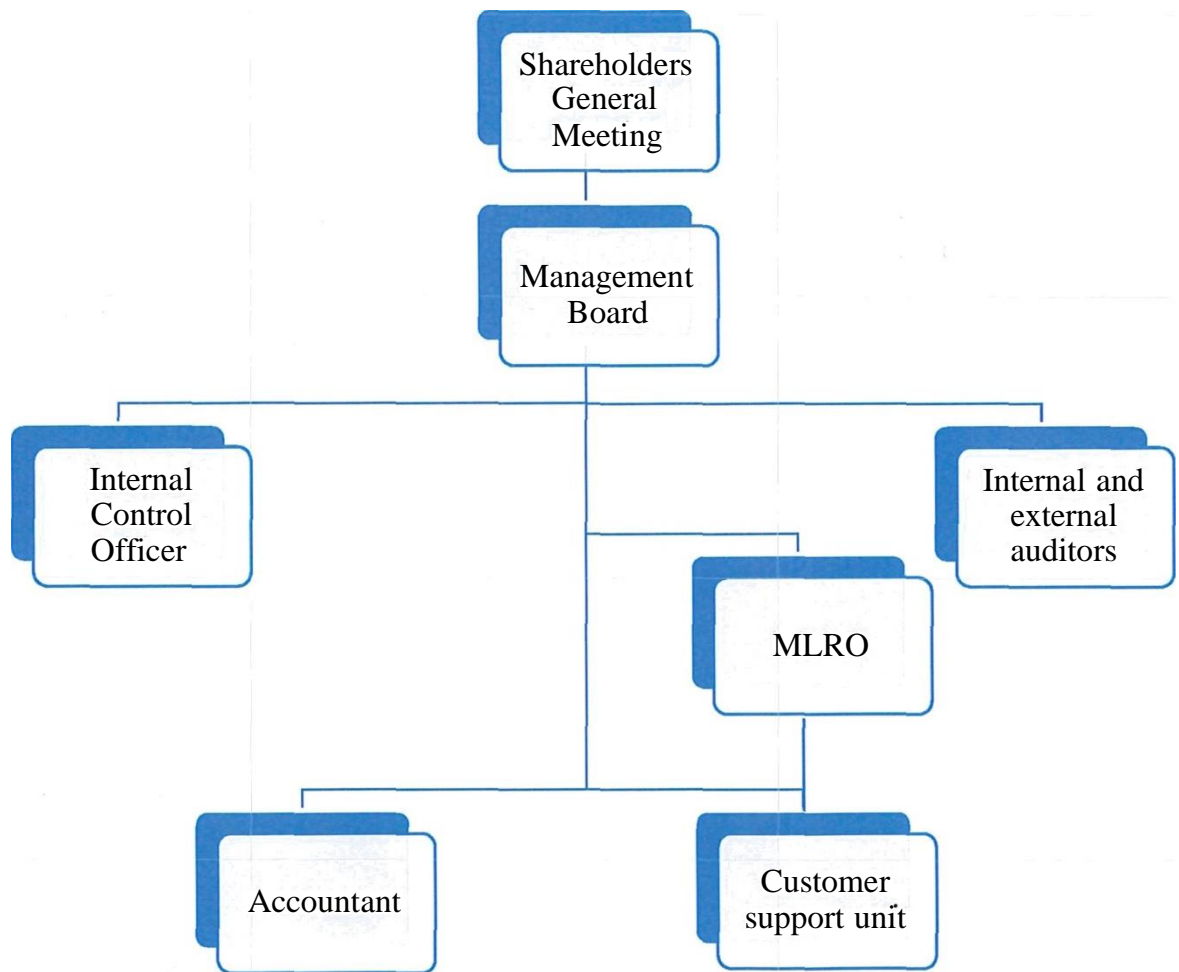 Shareholders
General
Meeting
Management
Board
Internal
Control
Officer
Internal and
external
auditors
MLRO
Accountant
Customer
support unit